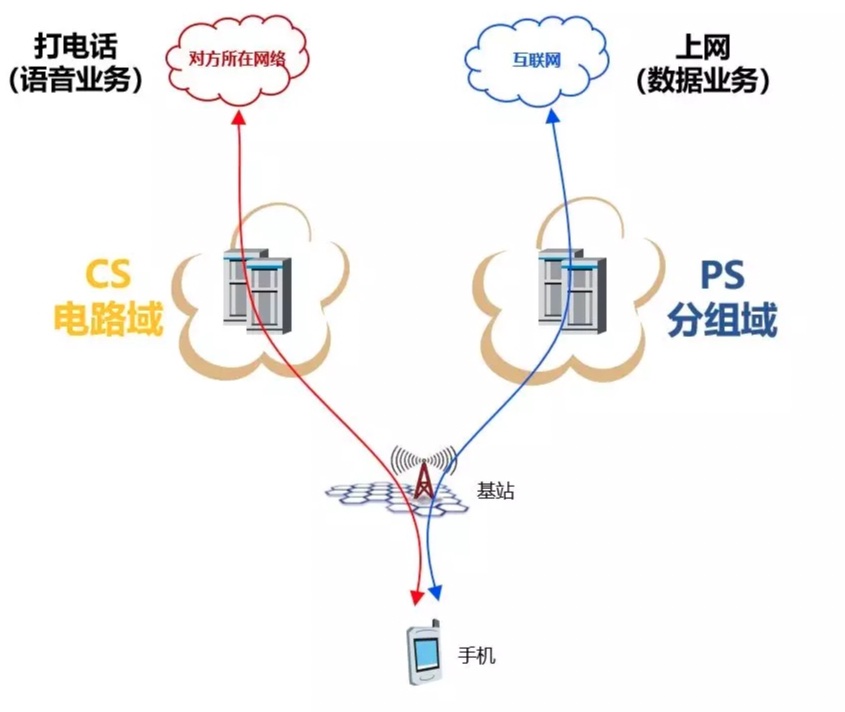 打电话
（语音业务）
对方所在网络
互联网
上网
（数据业务）
CS
电路域
PS
分组域
基站
手机